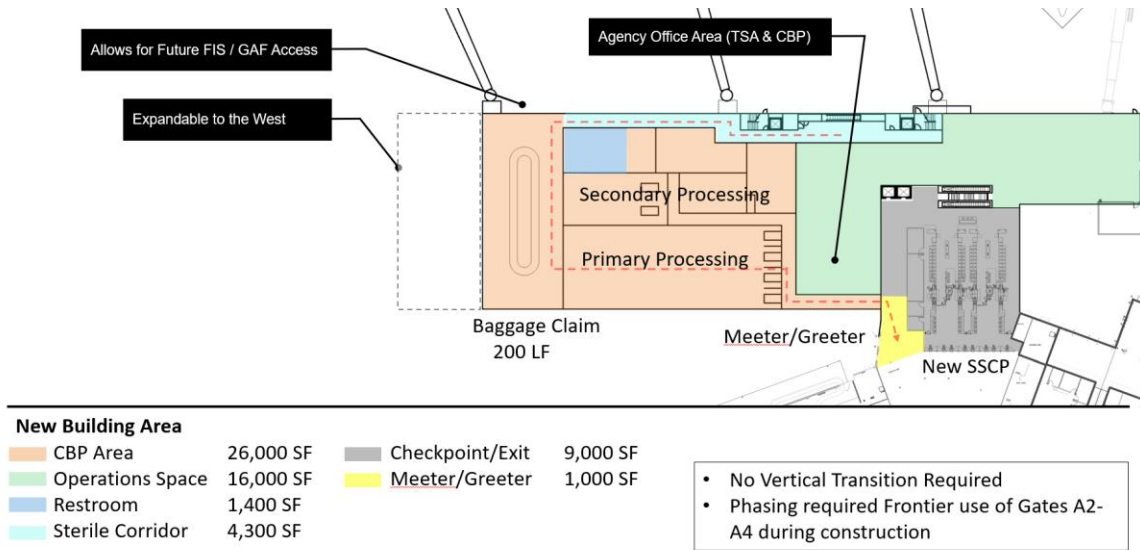 Allows for Future FIS / GAF Access
Agency Office Area (TSA & CBP)
Expandable to the West
Secondary Processing
Primary Processing
Baggage Claim
200 LF
Meeter/Greeter
New SSCP
New Building Area
CBP Area 26,000 SF
Operations Space 16,000 SF
Restroom 1,400 SF
Sterile Corridor 4,300 SF
Checkpoint/Exit 9,000 SF
Meeter/Greeter 1,000 SF
• No Vertical Transition Required
• Phasing required Frontier use of Gates A2-
A4 during construction